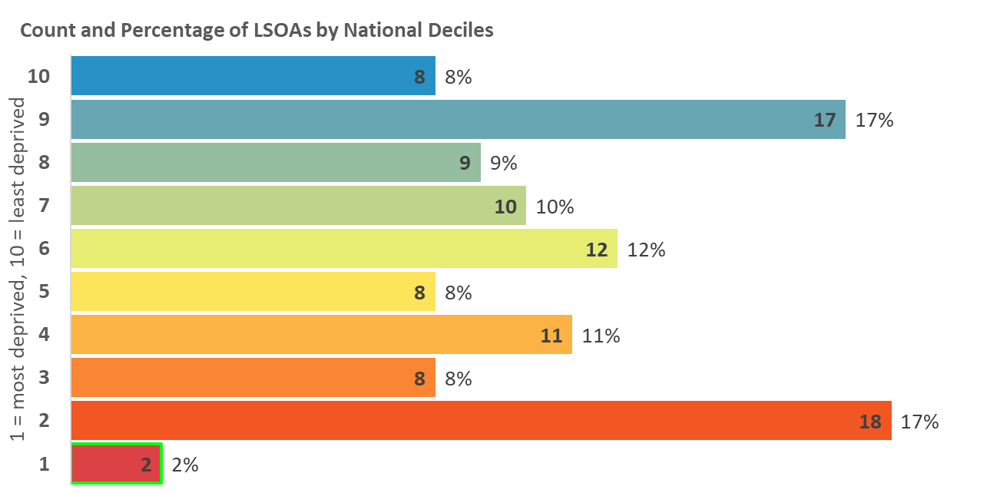 Count and Percentage of LSOAs by National Deciles
1 = most deprived, 10 = least deprived
10 8 8%
9 17 17%
8 9 9%
7 10 10%
6 12 12%
5 8 8%
4 11 11%
3 8 8%
2 18 17%
1 2 2%